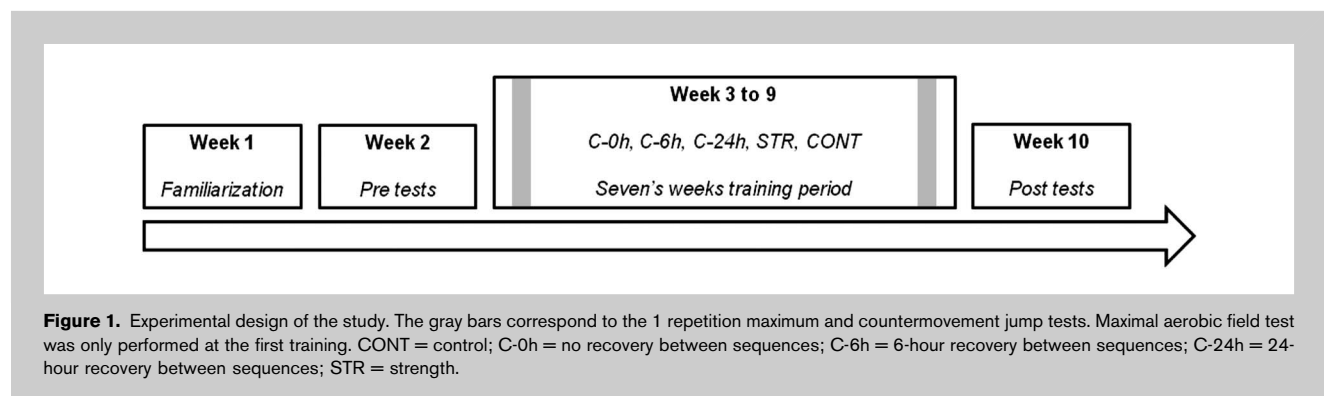 Week 1
Familiarization
Week 2
Pre tests
Week 3 to 9
C-0h, C-6h, C-24h, STR, CONT
Seven's weeks training period
Week 10
Post tests
Figure 1. Experimental design of the study. The gray bars correspond to the 1 repetition maximum and countermovement jump tests. Maximal aerobic field test
was only performed at the first training. CONT = control; C-0h = no recovery between sequences; C-6h = 6-hour recovery between sequences; C-24h = 24-
hour recovery between sequences; STR = strength.